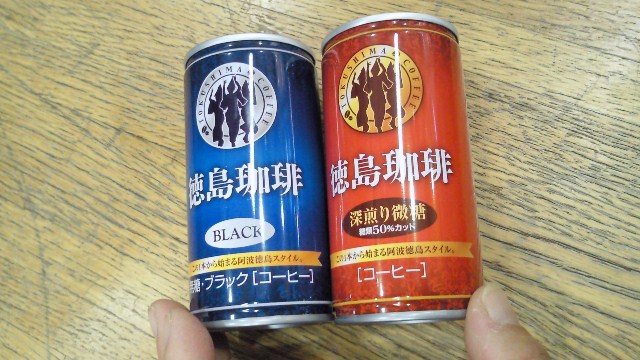 TOKUSHIMA COFFEE
徳島珈琲
BLACK
この1本から始まる阿波徳島スタイル。
無糖・ブラック[コーヒー]
TOKUSHIMA COFFEE
徳島珈琲
深煎り微糖
糖類50%カット
この1本から始まる阿波徳島スタイル。
[コーヒー]